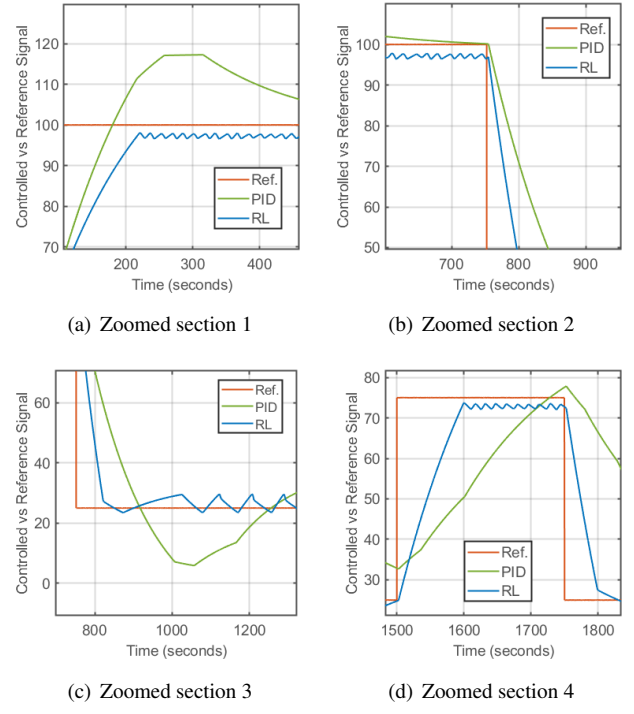 Controlled vs Reference Signal
120
110
100
90
80
70
200
300
400
Time (seconds)
Ref.
PID
RL
(a) Zoomed section 1
Controlled vs Reference Signal
100
90
80
70
60
50
700
800
900
Time (seconds)
Ref.
PID
RL
(b) Zoomed section 2
Controlled vs Reference Signal
60
40
20
0
800
1000
1200
Time (seconds)
Ref.
PID
RL
(c) Zoomed section 3
Controlled vs Reference Signal
80
70
60
50
40
30
1500
1600
1700
1800
Time (seconds)
Ref.
PID
RL
(d) Zoomed section 4